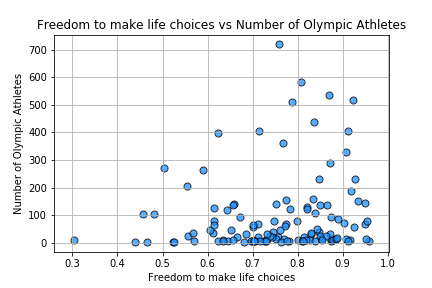 Freedom to make life choices vs Number of Olympic Athletes
700
600
500
400
300
200
100
0
Number of Olympic Athletes
0.3 0.4 0.5 0.6 0.7 0.8 0.9 1.0
Freedom to make life choices